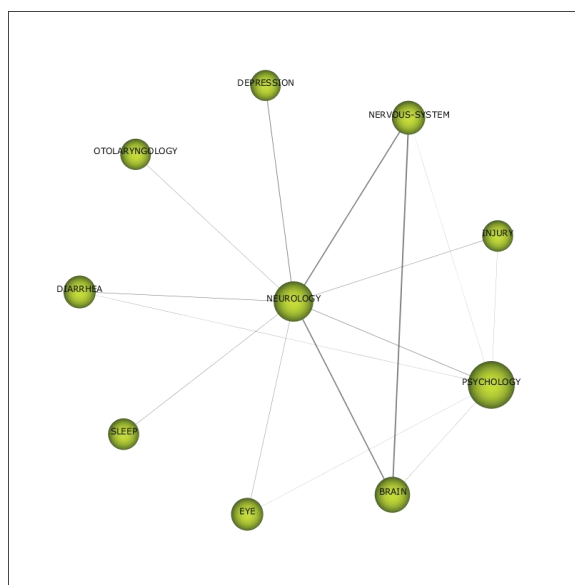 DEPRESSION
NERVOUS-SYSTEM
OTOLARYNGOLOGY
INJURY
DIARRHEA
NEUROLOGY
PSYCHOLOGY
SLEEP
BRAIN
EYE